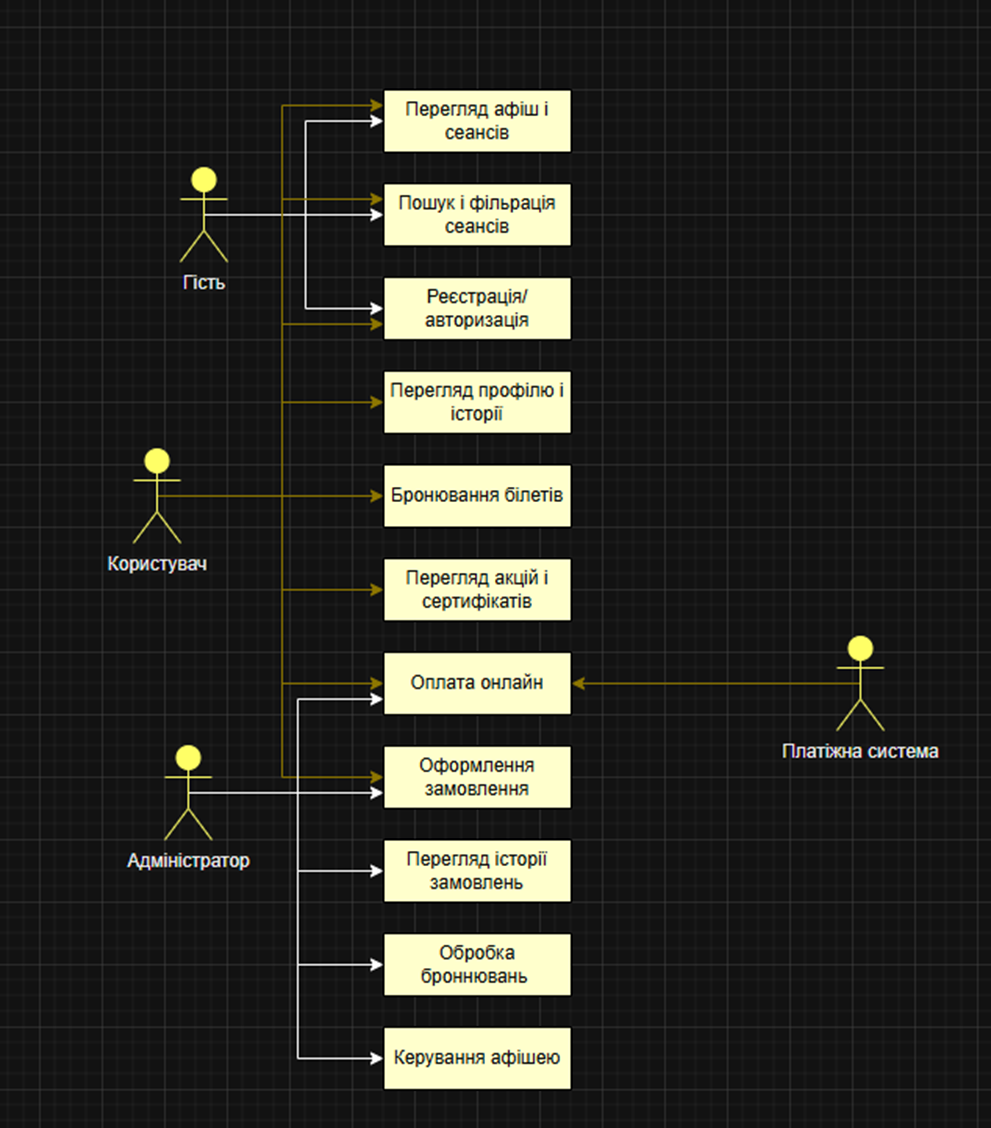 Перегляд афіш і
сеансів
Пошук і фільрація
сеансів
Гість
Реєстрація/
авторизація
Перегляд профілю і
історії
Бронювання білетів
Користувач
Перегляд акцій і
сертифікатів
Оплата онлайн
Платіжна система
Оформлення
замовлення
Адміністратор
Перегляд історії
замовлень
Обробка
броннювань
Керування афішею